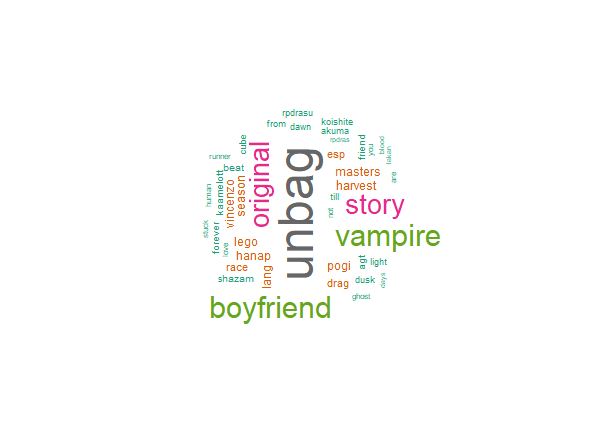 rpdrasu
from
dawn
koishite
akuma
rpdras
cube
friend
you
blood
lakian
runner
beat
original
unbag
esp
masters
harvest
are
human
kaamelott
vincenzo
season
till
not
story
stuck
forever
love
lego
hanap
vampire
race
shazam
lang
pogi
agt
light
drag
dusk
days
ghost
boyfriend